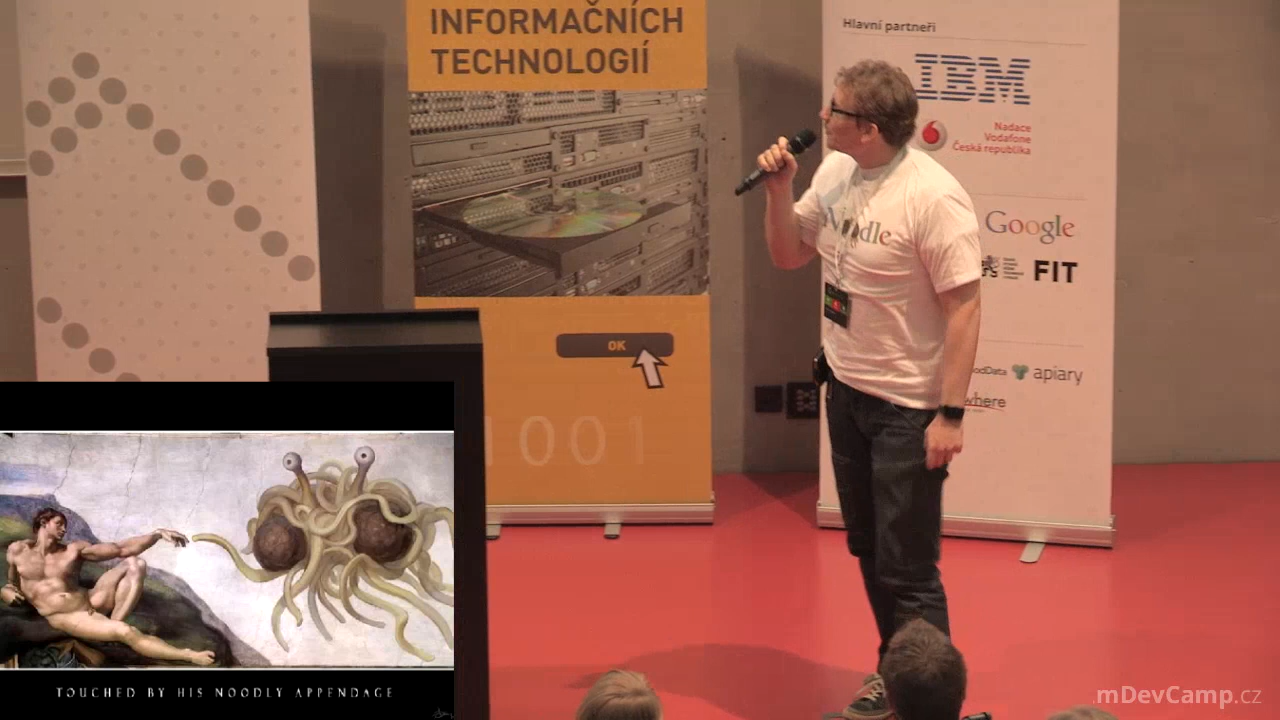 INFORMAČNÍCH
TECHNOLOGIÍ
OK
1001
Hlavní partneři
IBM
Nadace
Vodafone
Česká republika
Google
FIT
apiary
Noodle
TOUCHED BY HIS NOODLY APPENDAGE
.mDevCamp.cz